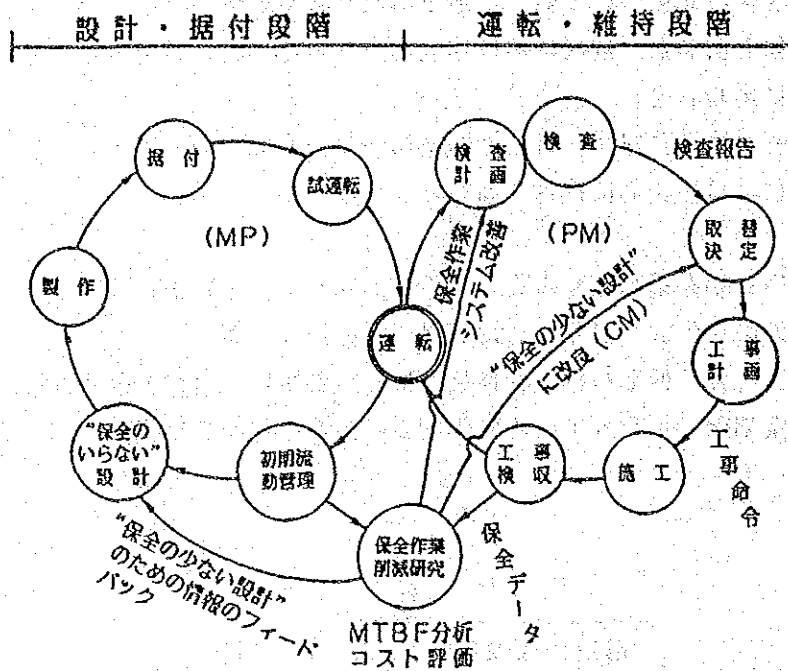 設計・据付段階
運転・維持段階
据付
試運転
(MP)
製作
"保全の
いらない"
設計
初期流
動管理
運転
検査
計画
検査
検査報告
(PM)
取替
決定
工事
計画
工事命令
施工
工事
検収
保全データ
保全作業
削減研究
MTBF分析
コスト評価
保全作業
システム改善
"保全の少ない設計"
に改良(CM)
"保全の少ない設計"
のための情報のフィード
バック